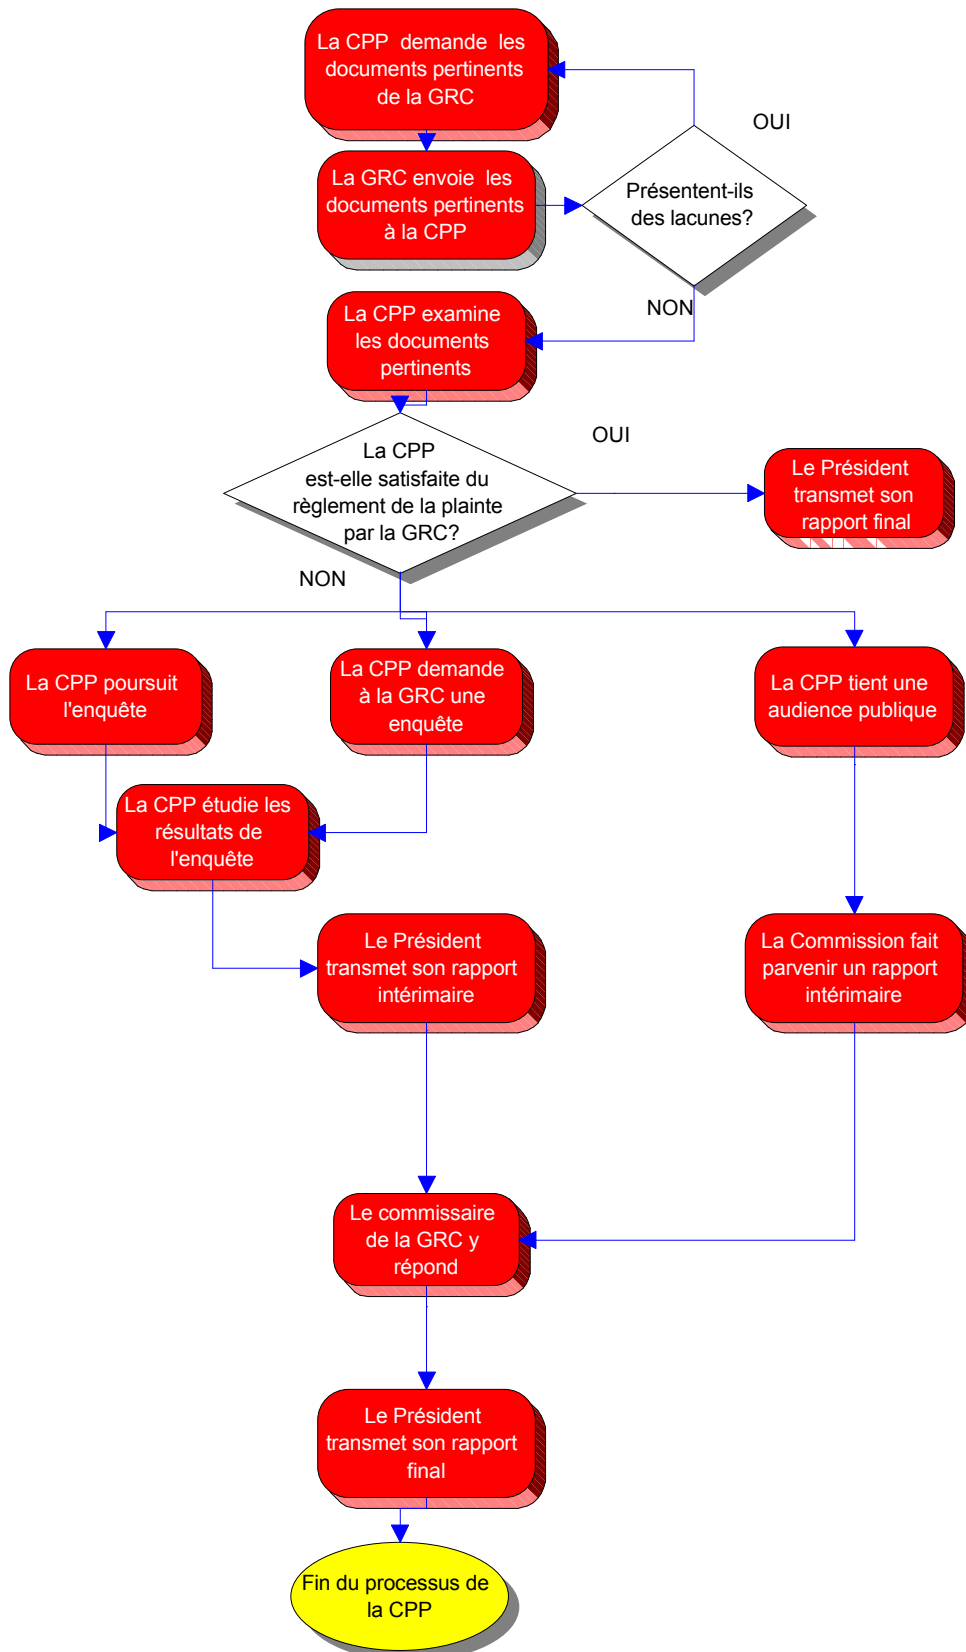 La CPP demande les
documents pertinents
de la GRC
OUI
Présentent-ils
des lacunes?
La GRC envoie les
documents pertinents
à la CPP
NON
La CPP examine
les documents
pertinents
OUI
La CPP
est-elle satisfaite du
règlement de la plainte
par la GRC?
Le Président
transmet son
rapport final
NON
La CPP poursuit
l'enquête
La CPP demande
à la GRC une
enquête
La CPP tient une
audience publique
La CPP étudie les
résultats de
l'enquête
Le Président
transmet son rapport
intérimaire
La Commission fait
parvenir un rapport
intérimaire
Le commissaire
de la GRC y
répond
Le Président
transmet son rapport
final
Fin du processus de
la CPP